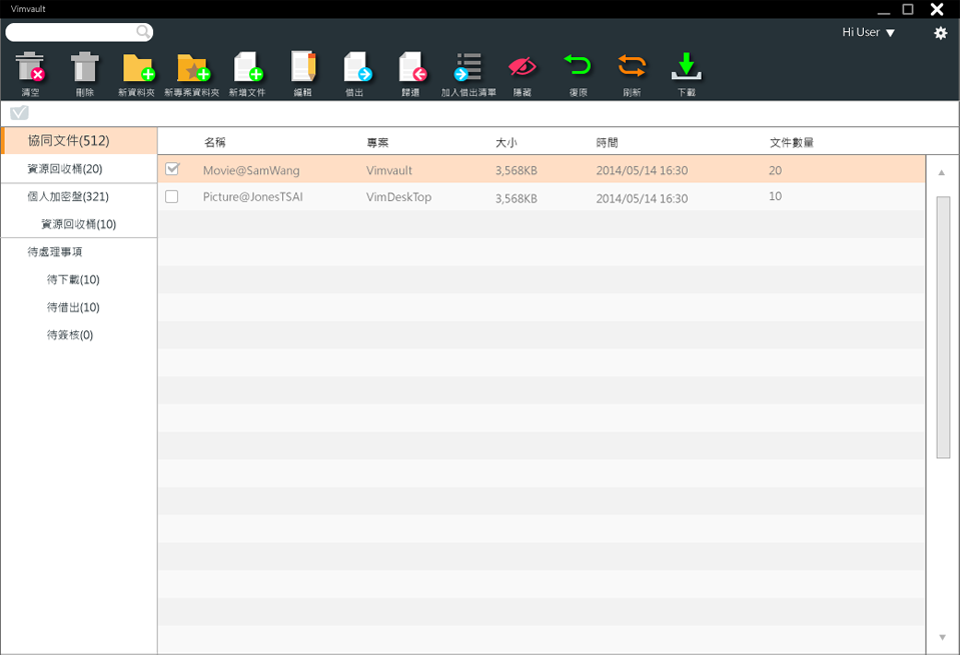 Vimvault
Hi User
清空 刪除 新資料夾 新專案資料夾 新增文件 編輯 借出 歸還 加入借出清單 隱藏 復原 刷新 下載
協同文件(512)
資源回收桶(20)
個人加密盤(321)
資源回收桶(10)
待處理事項
待下載(10)
待借出(10)
待簽核(0)
名稱 專案 大小 時間 文件數量
Movie@SamWang Vimvault 3,568KB 2014/05/14 16:30 20
Picture@JonesTSAI VimDeskTop 3,568KB 2014/05/14 16:30 10